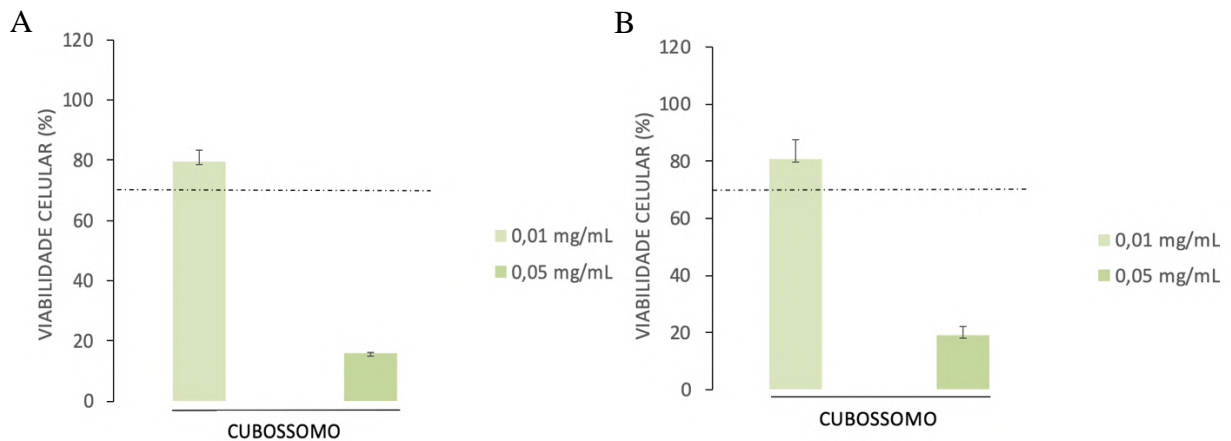 A
120
100
80
60
40
20
0
VIABILIDADE CELULAR (%)
0,01 mg/mL
0,05 mg/mL
CUBOSSOMO
B
120
100
80
60
40
20
0
VIABILIDADE CELULAR (%)
0,01 mg/mL
0,05 mg/mL
CUBOSSOMO